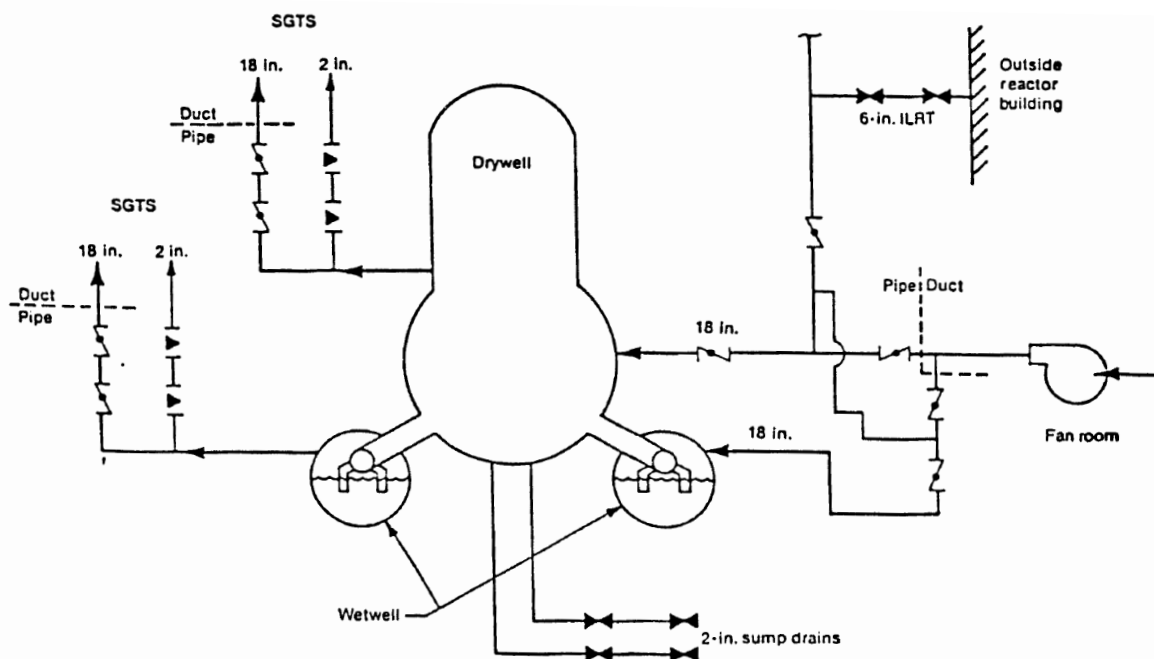 SGTS
18 in.
2 in.
Duct
Pipe
Drywell
Outside
reactor
building
6-in. ILRT
SGTS
18 in.
2 in.
Duct
Pipe
18 in.
Pipe
Duct
18 in.
Fan room
Wetwell
2-in. sump drains